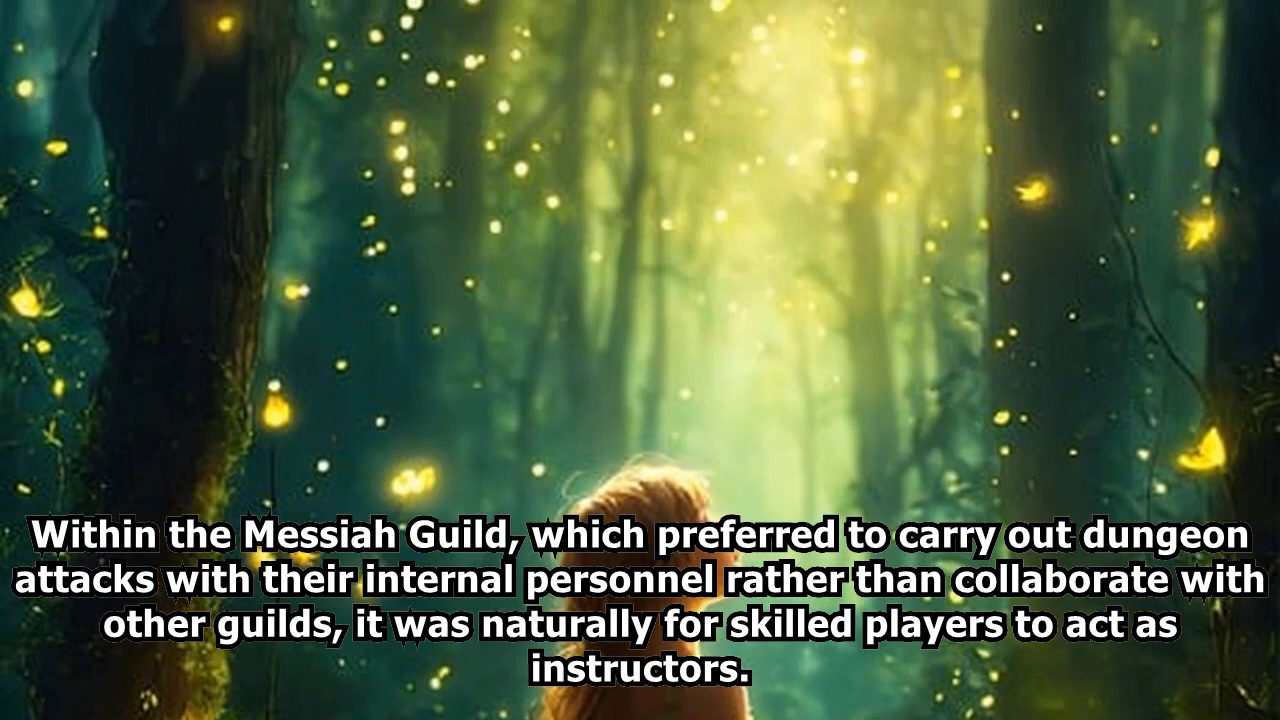 Within the Messiah Guild, which preferred to carry out dungeon
attacks with their internal personnel rather than collaborate with
other guilds, it was naturally for skilled players to act as
instructors.